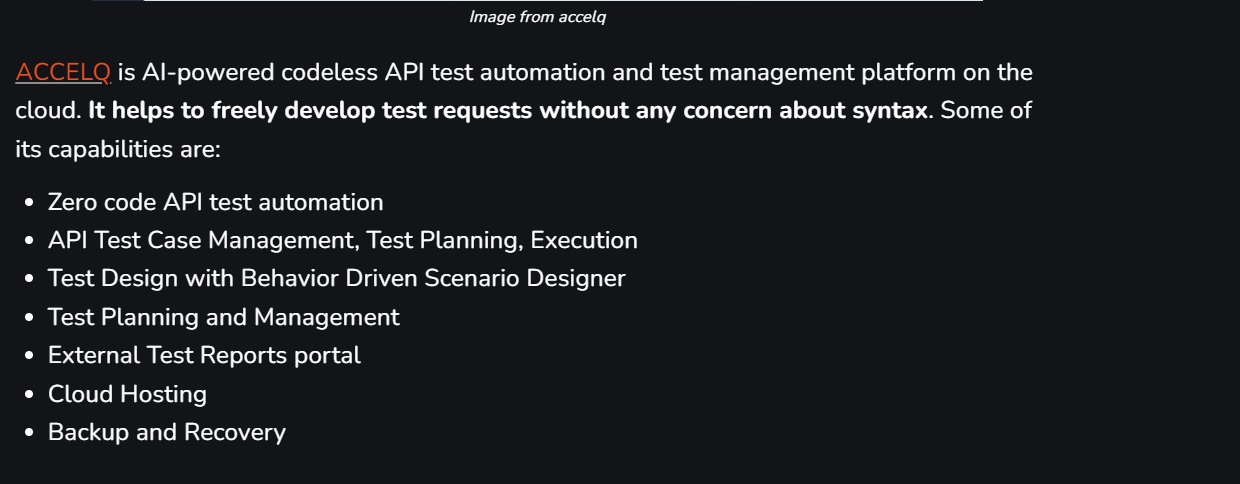 Image from accelq
ACCELQ is AI-powered codeless API test automation and test management platform on the
cloud. It helps to freely develop test requests without any concern about syntax. Some of
its capabilities are:
• Zero code API test automation
• API Test Case Management, Test Planning, Execution
• Test Design with Behavior Driven Scenario Designer
• Test Planning and Management
• External Test Reports portal
• Cloud Hosting
• Backup and Recovery